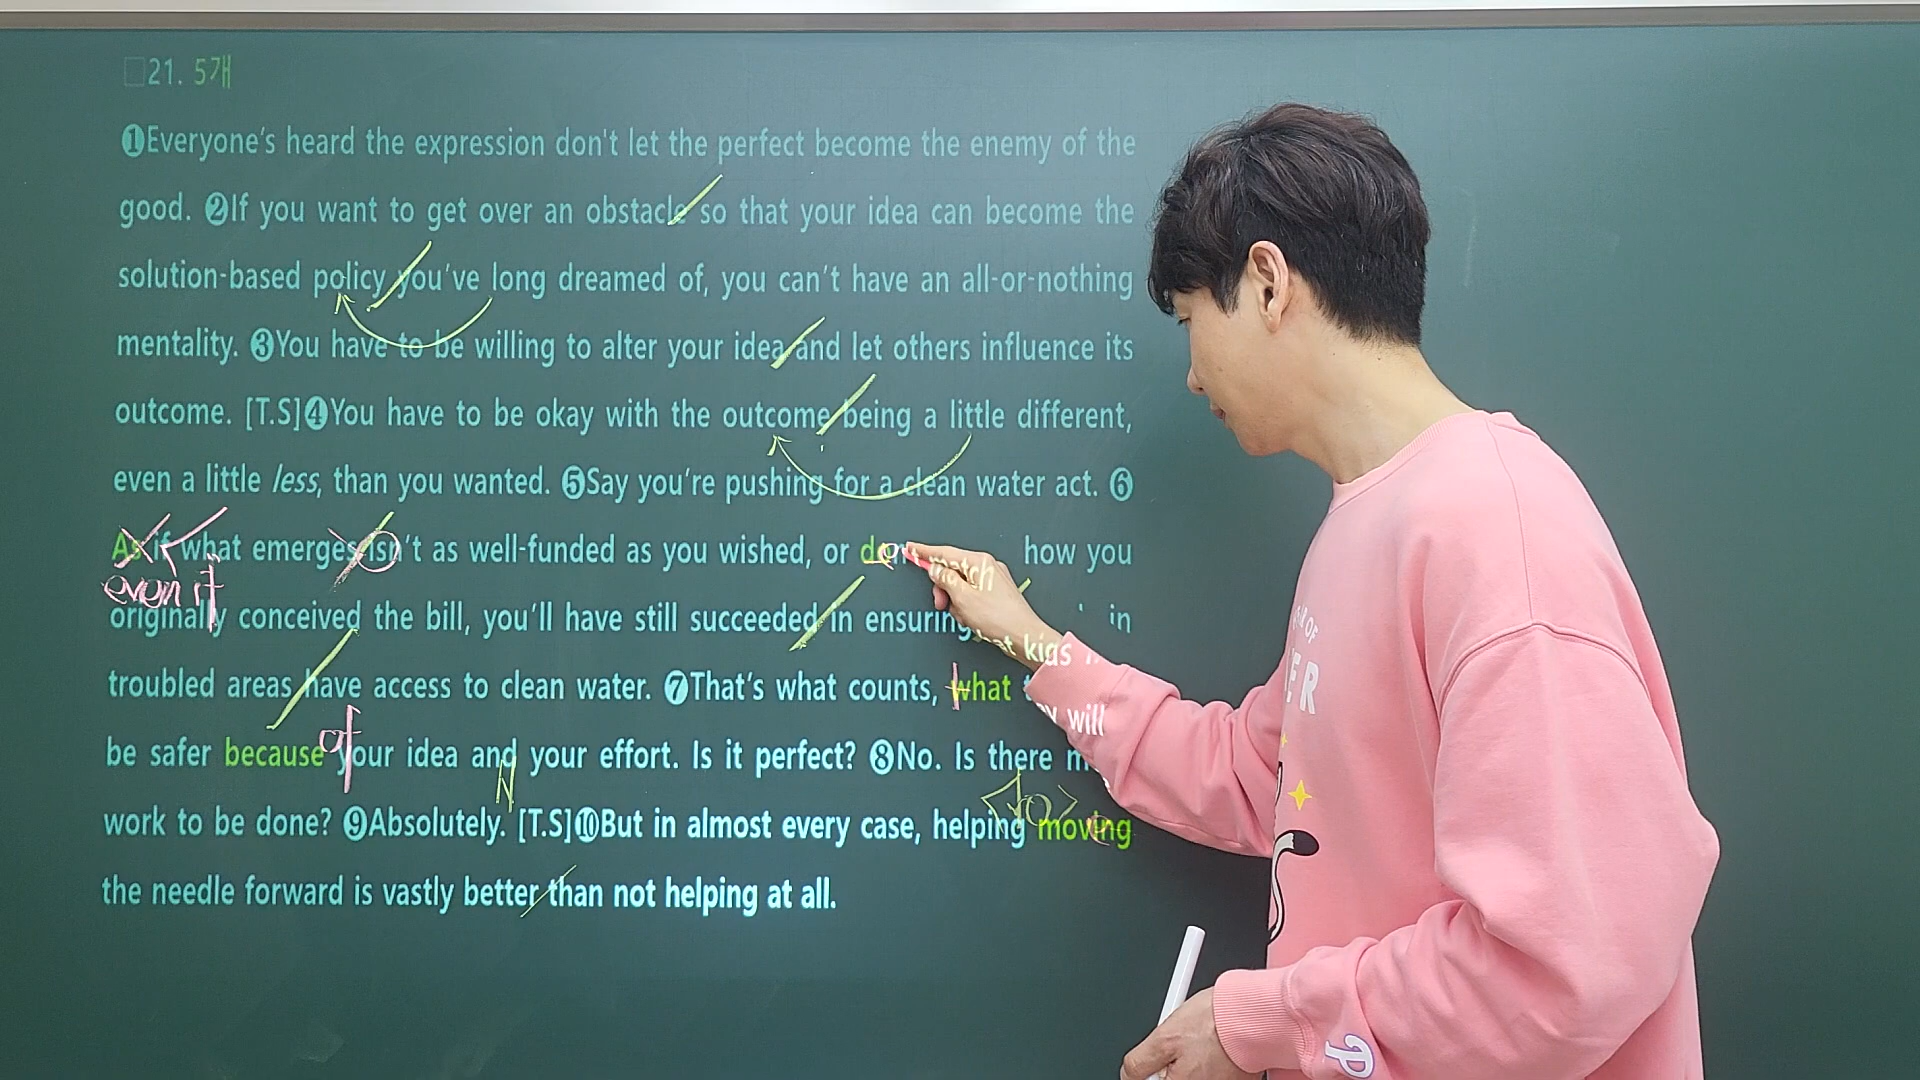 □21. 5개
❶Everyone's heard the expression don't let the perfect become the enemy of the
good. ❷If you want to get over an obstacle so that your idea can become the
solution-based policy you've long dreamed of, you can't have an all-or-nothing
mentality. ❸You have to be willing to alter your idea and let others influence its
outcome. [T.S]❹You have to be okay with the outcome being a little different,
even a little less, than you wanted. ❺Say you're pushing for a clean water act. ❻
As if what emerges isn't as well-funded as you wished, or match how you
even if
originally conceived the bill, you'll have still succeeded in ensuring kids in
troubled areas have access to clean water. ❼That's what counts, what will
of
be safer because your idea and your effort. Is it perfect? ❽No. Is there
N
<to>
work to be done? ❾Absolutely. [T.S]❿But in almost every case, helping moving
the needle forward is vastly better than not helping at all.
OF
ER
P